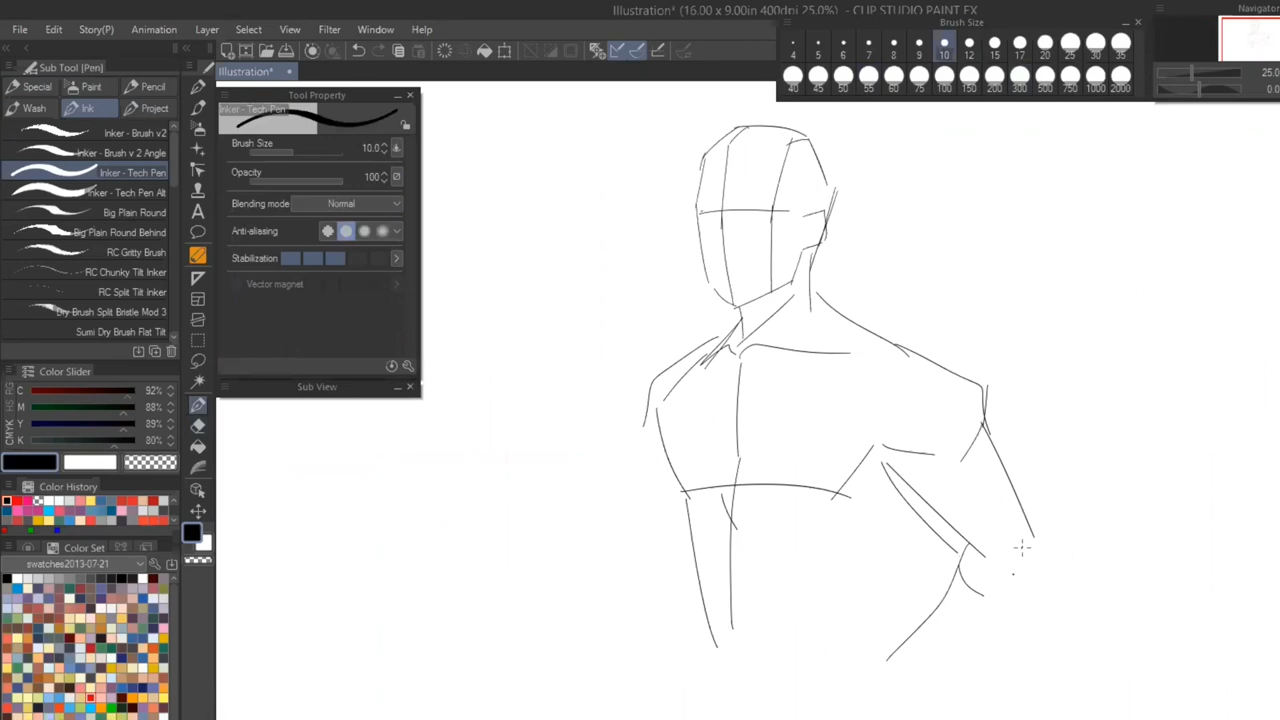 Illustration* (16.00 x 9.00in 400dpi 25.0%) - CLIP STUDIO PAINT EX
File Edit Story(P) Animation Layer Select View Filter Window Help
Brush Size
Navigator
Sub Tool [Pen]
Illustration*
4 5 6 7 8 9 10 12 15 17 20 25 30 35
40 45 50 55 60 75 100 150 200 300 500 750 1000 2000
25.0
0.0
Special Paint Pencil
Wash Ink Project
Inker - Brush v2
Inker - Brush v 2 Angle
Inker - Tech Pen
Inker - Tech Pen Alt
Big Plain Round
Big Plain Round Behind
RC Gritty Brush
RC Chunky Tilt Inker
RC Split Tilt Inker
Dry Brush Split Bristle Mod 3
Sumi Dry Brush Flat Tilt
Tool Property
Inker - Tech Pen
Brush Size 10.0
Opacity 100
Blending mode Normal
Anti-aliasing
Stabilization
Vector magnet
Sub View
Color Slider
C 92%
M 88%
Y 89%
K 80%
CMYK
Color History
Color Set
swatches2013-07-21